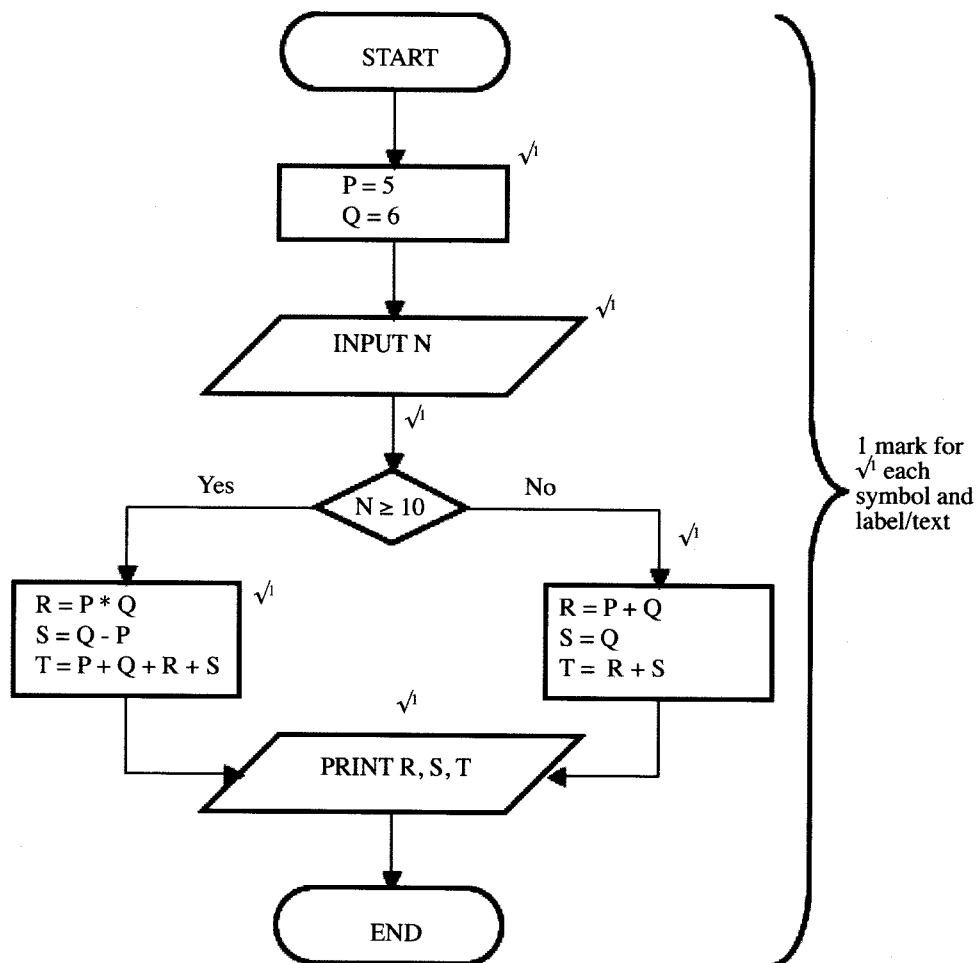 START
√1
P = 5
Q = 6
√1
INPUT N
√1
Yes
N ≥ 10
No
√1
R = P * Q
S = Q - P
T = P + Q + R + S
√1
R = P + Q
S = Q
T = R + S
√1
PRINT R, S, T
END
1 mark for
√1 each
symbol and
label/text